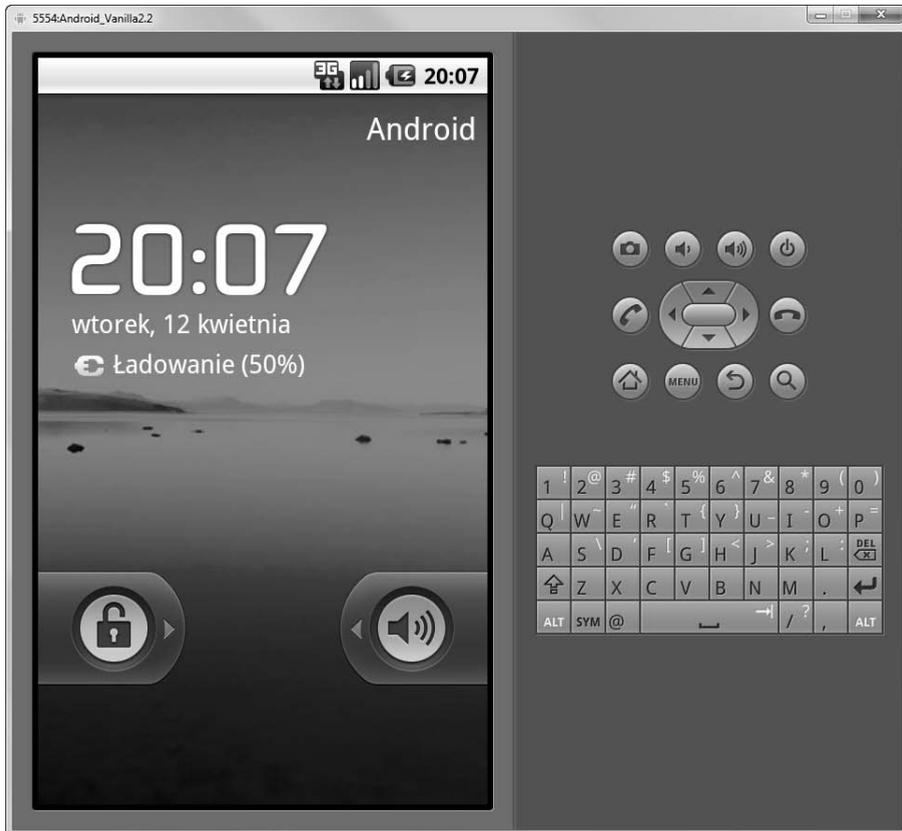 5554:Android_Vanilla2.2
3G 20:07
Android
20:07
wtorek, 12 kwietnia
Ładowanie (50%)
MENU
1 ! 2 @ 3 # 4 $ 5 % 6 ^ 7 & 8 * 9 ( 0 )
Q | W ~ E " R ` T { Y } U - I - O + P =
A S \ D ' F [ G ] H < J > K ; L : DEL
Z X C V B N M .
ALT SYM @ / ? , ALT